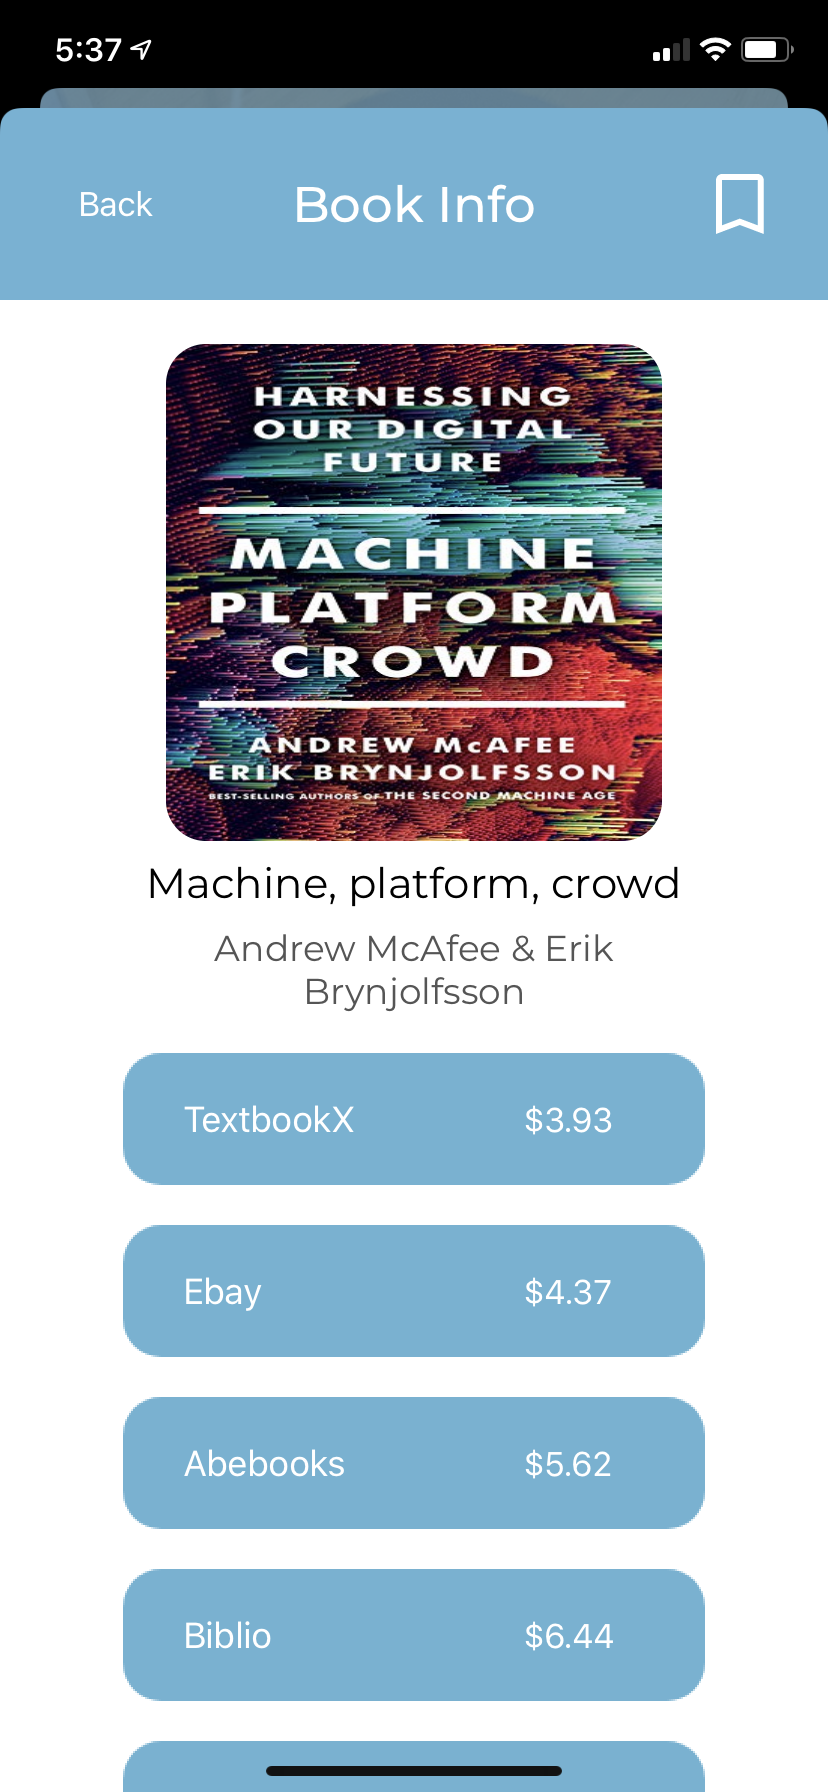 5:37
Back
Book Info
HARNESSING
OUR DIGITAL
FUTURE
MACHINE
PLATFORM
CROWD
ANDREW McAFEE
ERIK BRYNJOLFSSON
BEST-SELLING AUTHORS OF THE SECOND MACHINE AGE
Machine, platform, crowd
Andrew McAfee & Erik
Brynjolfsson
TextbookX $3.93
Ebay $4.37
Abebooks $5.62
Biblio $6.44